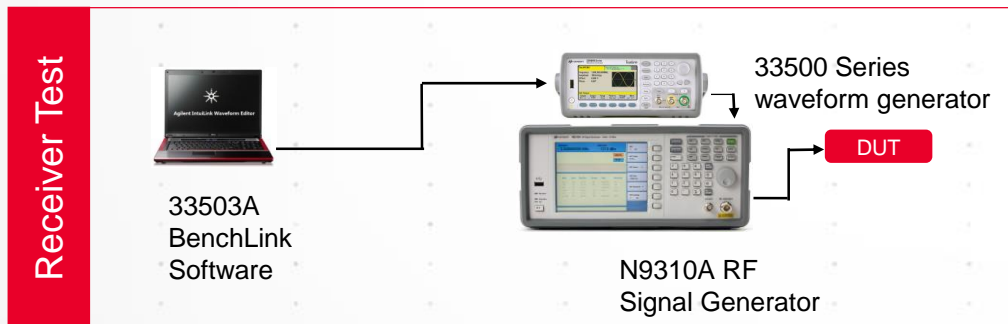 Receiver Test
Agilent IntuiLink Waveform Editor
33503A
BenchLink
Software
33500 Series
waveform generator
DUT
N9310A RF
Signal Generator